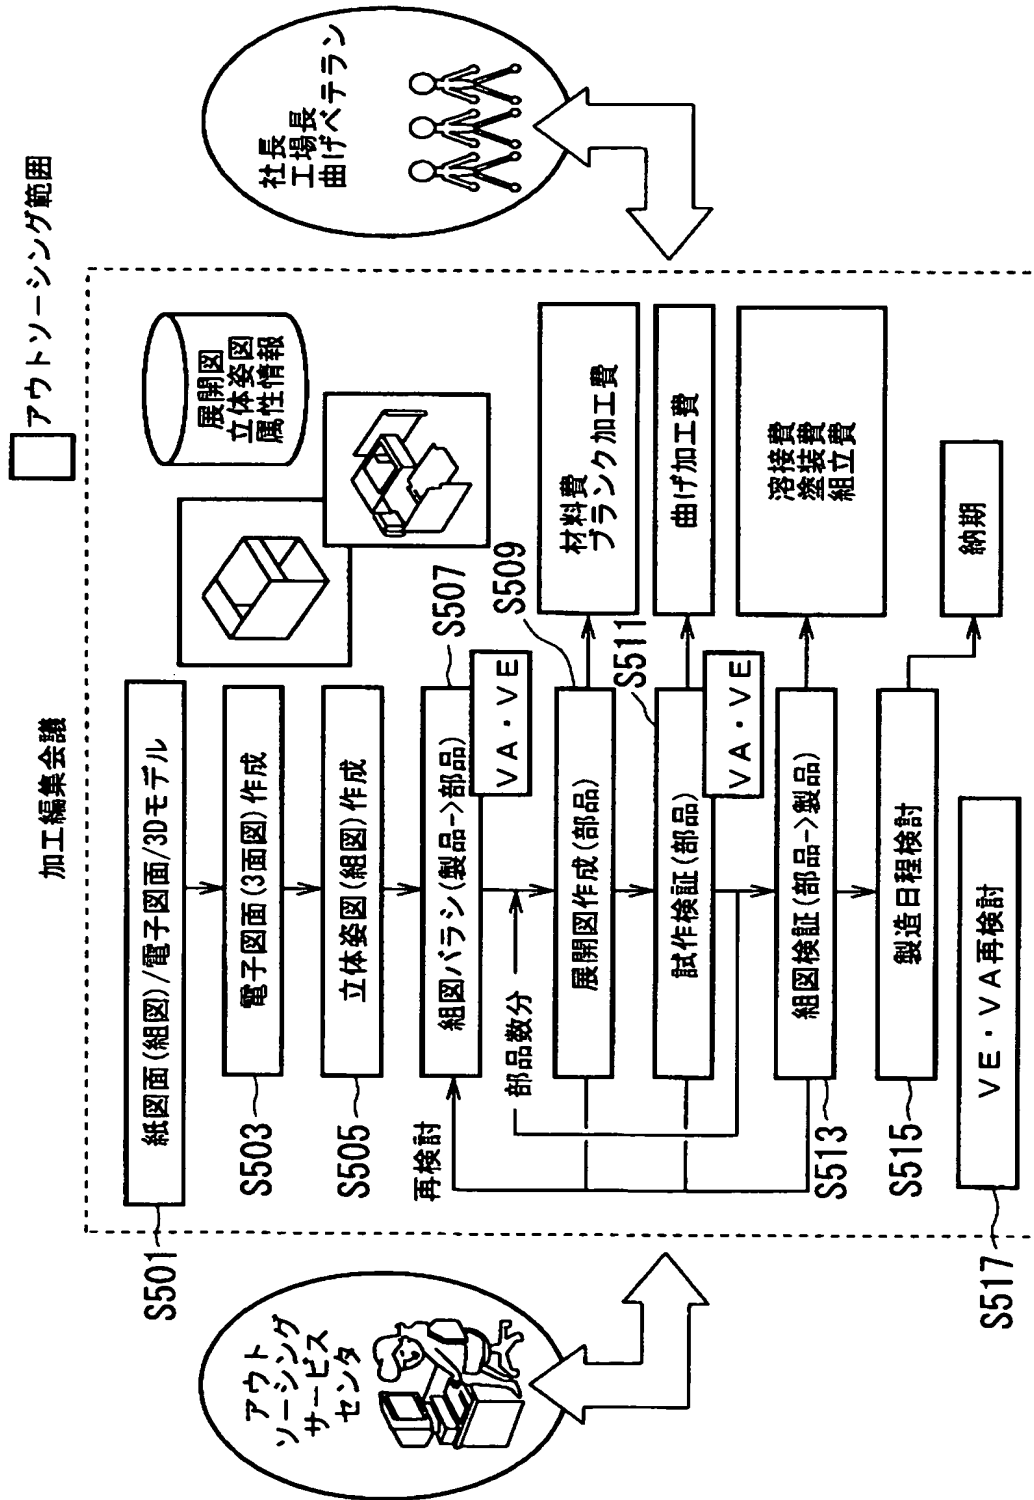 アウトソーシング範囲
加工編集会議
アウト
ソーシング
サービス
センタ
社長
工場長
曲げベテラン
展開図
立体姿図
属性情報
S501
紙図面(組図)/電子図面/3Dモデル
S503
電子図面(3面図)作成
S505
立体姿図(組図)作成
再検討
S507
組図バラシ(製品->部品)
VA・VE
部品数分
S509
展開図作成(部品)
材料費
ブランク加工費
S511
試作検証(部品)
曲げ加工費
VA・VE
S513
組図検証(部品->製品)
溶接費
塗装費
組立費
S515
製造日程検討
納期
S517
VE・VA再検討